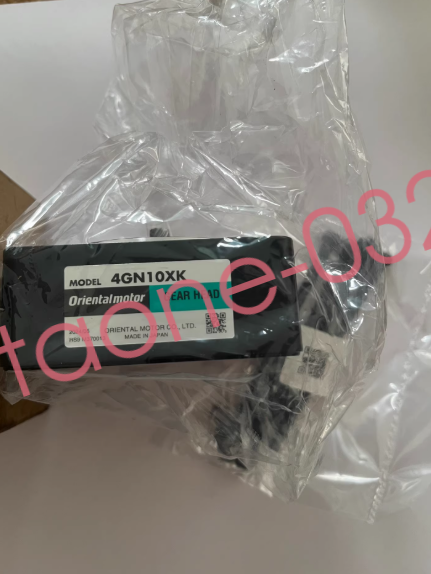 MODEL 4GN10XK
Orientalmotor GEAR HEAD
ORIENTAL MOTOR CO., LTD.
MADE IN JAPAN
taone-032